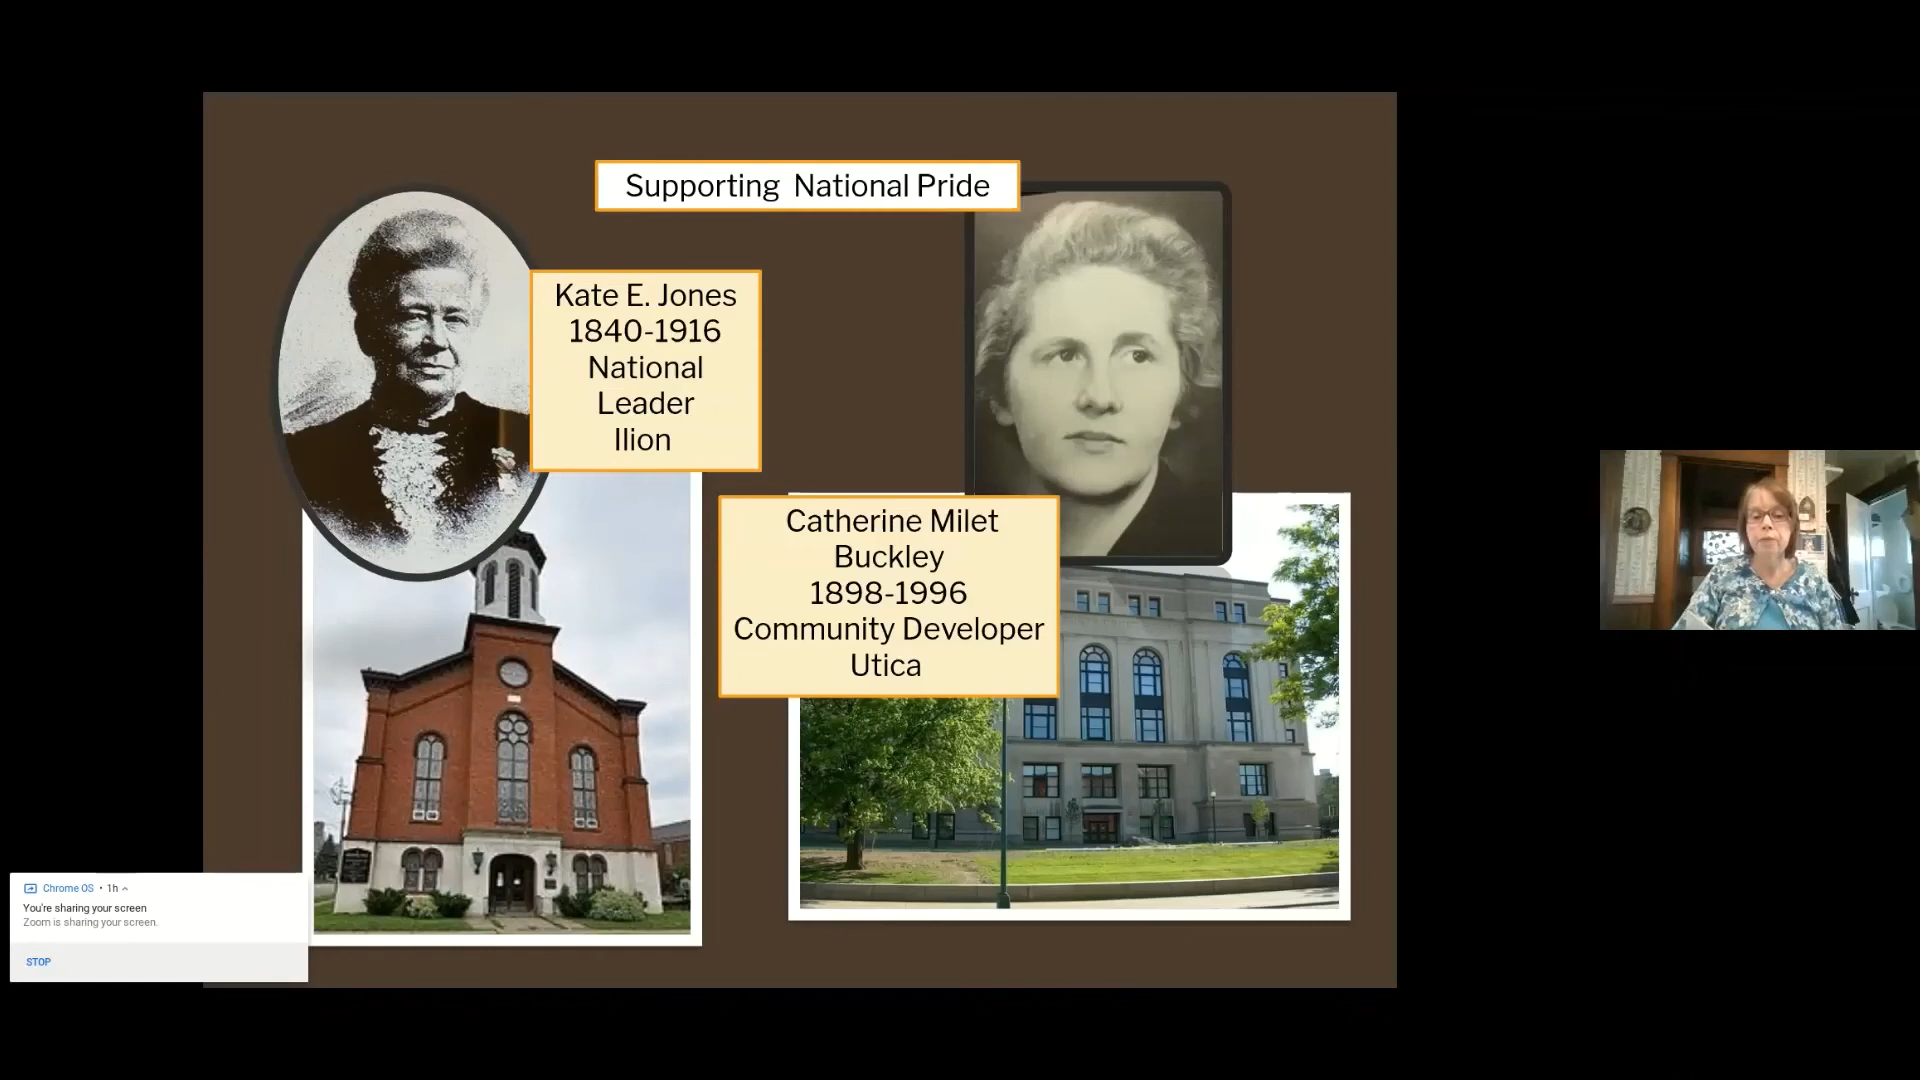 Supporting  National Pride
Kate E. Jones
1840-1916
National
Leader
Ilion
Catherine Milet
Buckley
1898-1996
Community Developer
Utica
Chrome OS • 1h
You're sharing your screen
Zoom is sharing your screen.
STOP